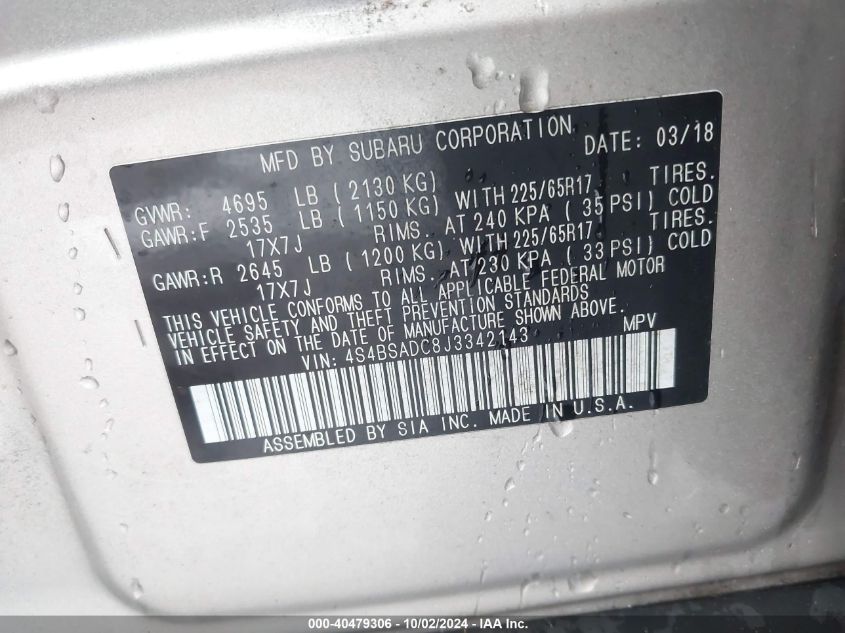 MFD BY SUBARU CORPORATION DATE: 03/18
GVWR: 4695 LB ( 2130 KG)
GAWR:F 2535 LB ( 1150 KG) WITH 225/65R17 TIRES.
17X7J RIMS. AT 240 KPA ( 35 PSI) COLD
GAWR:R 2645 LB ( 1200 KG) WITH 225/65R17 TIRES.
17X7J RIMS. AT 230 KPA ( 33 PSI) COLD
THIS VEHICLE CONFORMS TO ALL APPLICABLE FEDERAL MOTOR
VEHICLE SAFETY AND THEFT PREVENTION STANDARDS
IN EFFECT ON THE DATE OF MANUFACTURE SHOWN ABOVE.
VIN: 4S4BSADC8J3342143 MPV
ASSEMBLED BY SIA INC. MADE IN U.S.A.
000-40479306 - 10/02/2024 - IAA Inc.